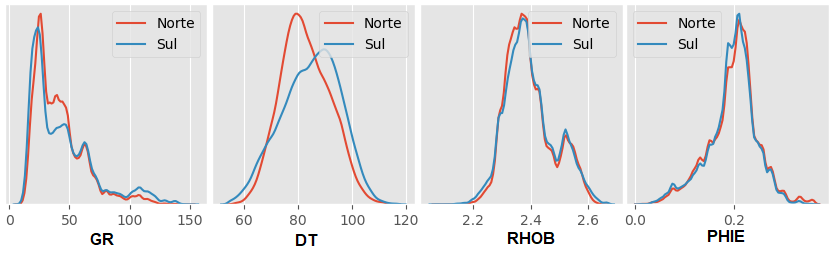 Norte
Sul
0 50 100 150
GR
Norte
Sul
60 80 100 120
DT
Norte
Sul
2.2 2.4 2.6
RHOB
Norte
Sul
0.0 0.2
PHIE